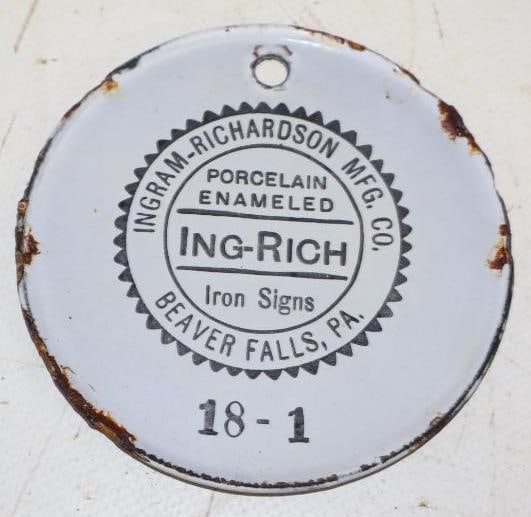 INGRAM-RICHARDSON MFG. CO.
PORCELAIN
ENAMELED
ING-RICH
Iron Signs
BEAVER FALLS, PA.
18-1